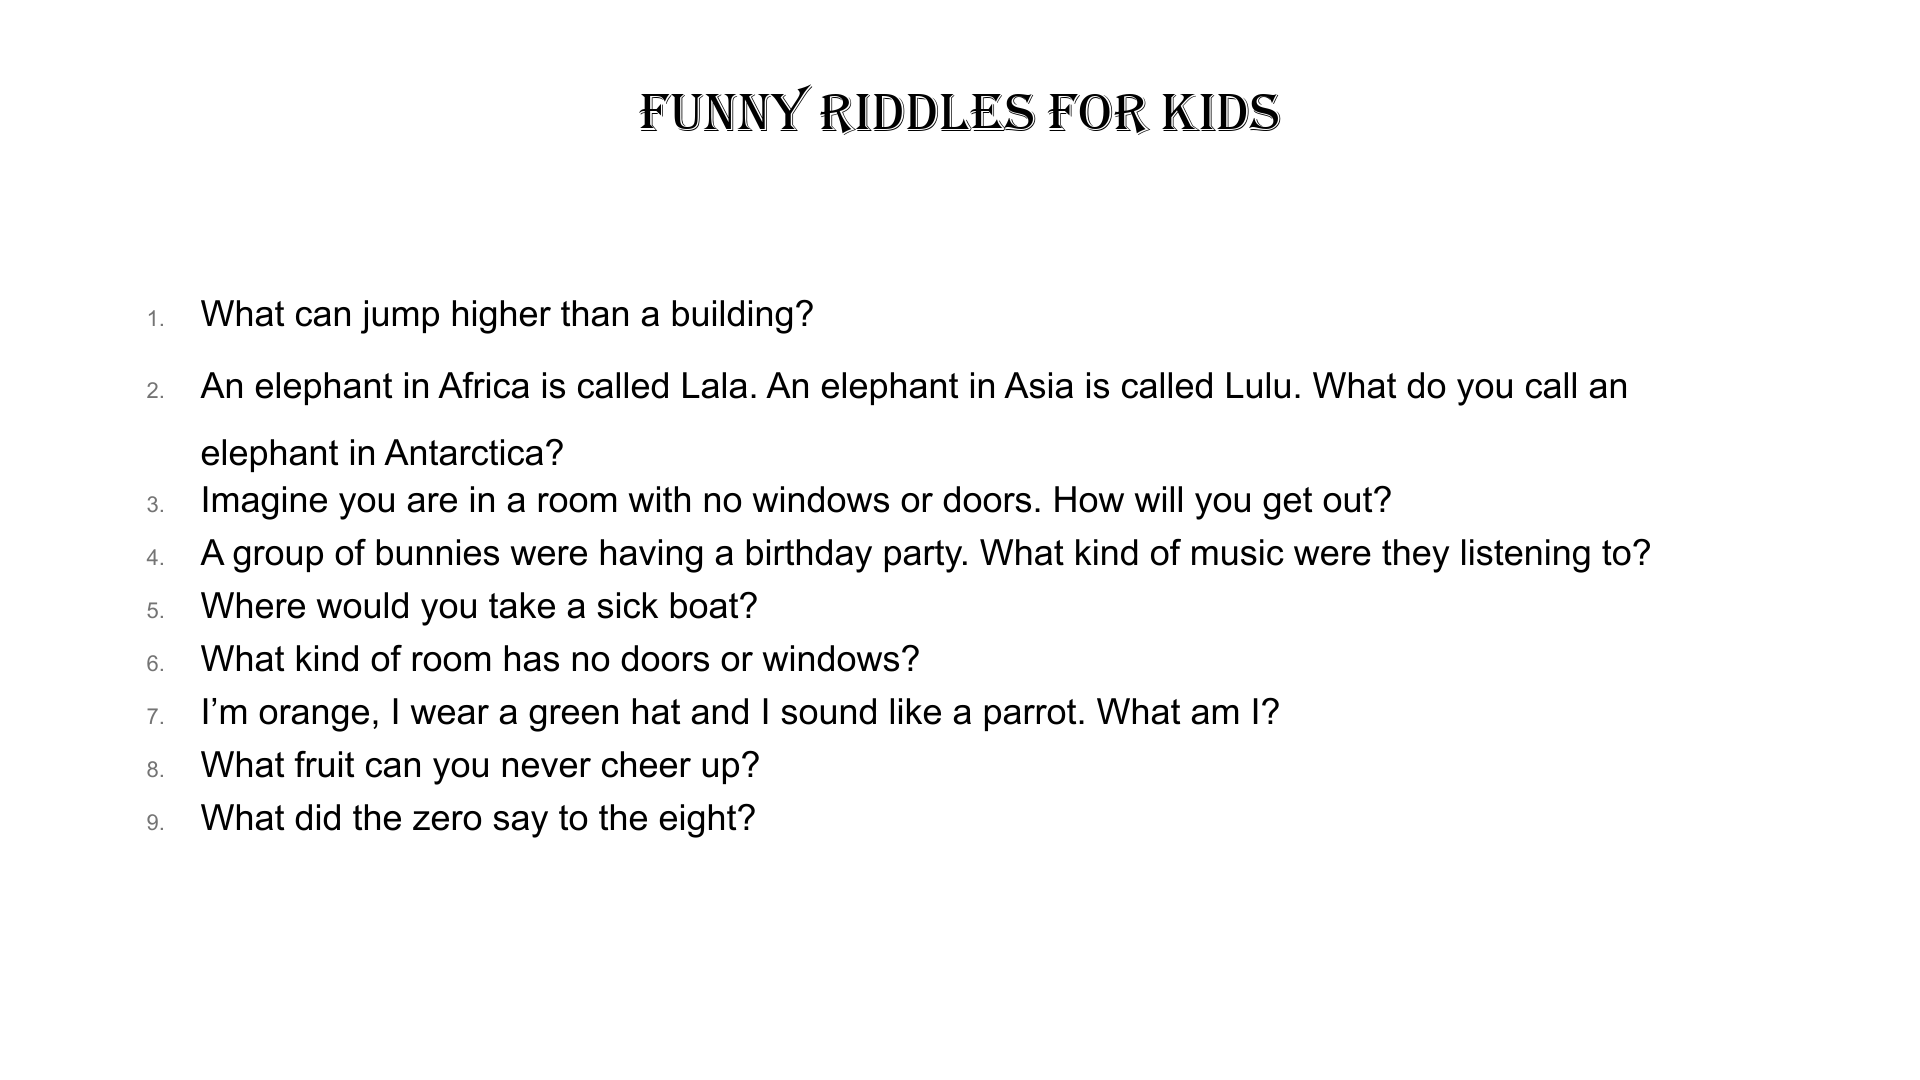 FUNNY RIDDLES FOR KIDS
1. What can jump higher than a building?
2. An elephant in Africa is called Lala. An elephant in Asia is called Lulu. What do you call an
elephant in Antarctica?
3. Imagine you are in a room with no windows or doors. How will you get out?
4. A group of bunnies were having a birthday party. What kind of music were they listening to?
5. Where would you take a sick boat?
6. What kind of room has no doors or windows?
7. I’m orange, I wear a green hat and I sound like a parrot. What am I?
8. What fruit can you never cheer up?
9. What did the zero say to the eight?